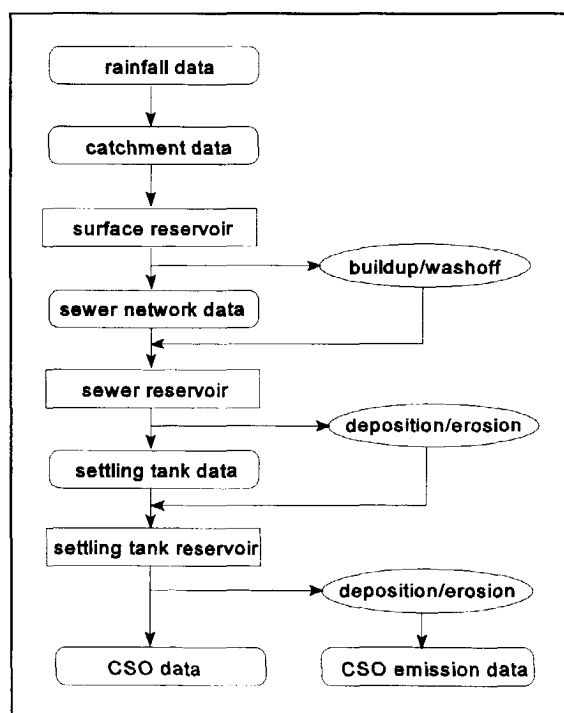 rainfall data
catchment data
surface reservoir
buildup/washoff
sewer network data
sewer reservoir
deposition/erosion
settling tank data
settling tank reservoir
deposition/erosion
CSO data
CSO emission data